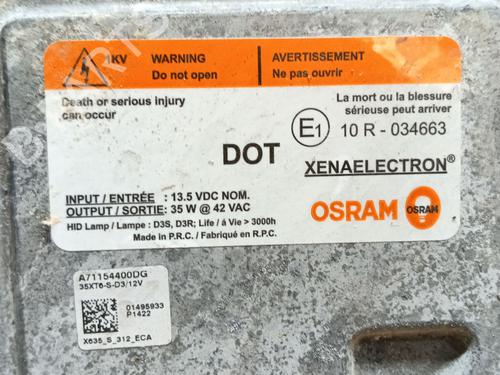 1KV
WARNING
Do not open
AVERTISSEMENT
Ne pas ouvrir
Death or serious injury
can occur
La mort ou la blessure
sérieuse peut arriver
E1 10 R - 034663
DOT
XENAELECTRON®
INPUT / ENTRÉE : 13.5 VDC NOM.
OUTPUT / SORTIE: 35 W @ 42 VAC
HID Lamp / Lampe : D3S, D3R; Life / á Vie > 3000h
Made in P.R.C. / Fabriqué en R.P.C.
OSRAM OSRAM
A71154400DG
35XT6-S-D3/12V
01495933
P1422
X635_S_312_ECA